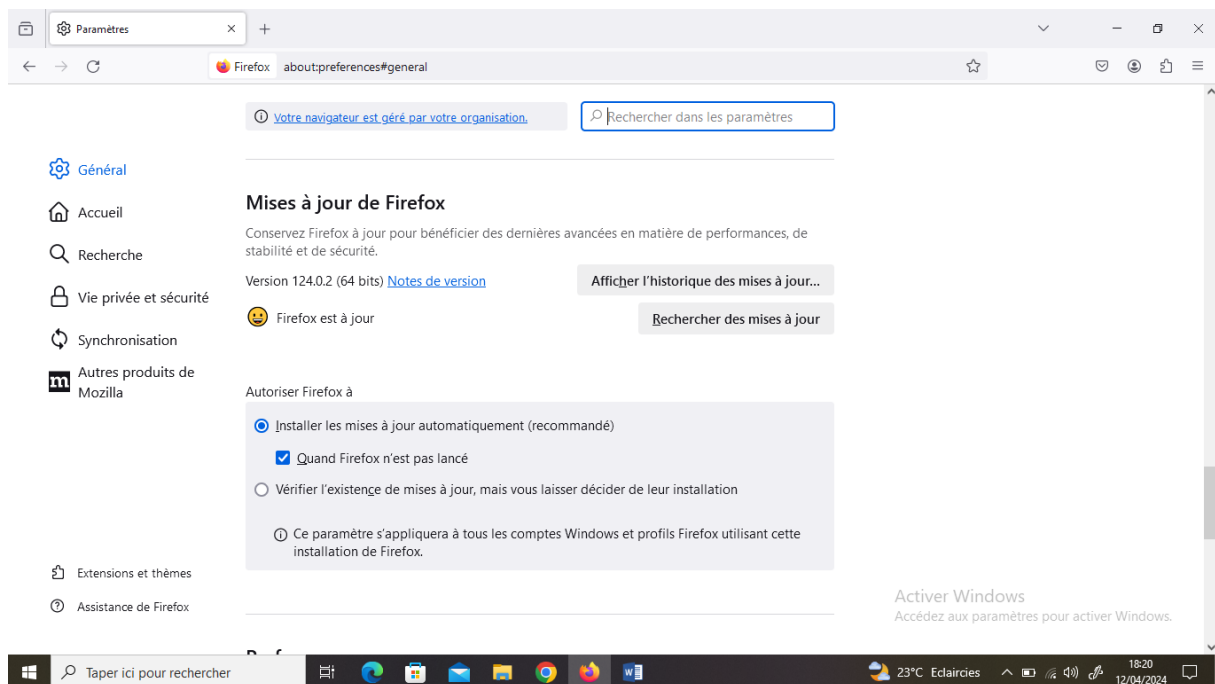 Paramètres
Firefox about:preferences#general
Votre navigateur est géré par votre organisation.
Rechercher dans les paramètres
Général
Accueil
Recherche
Vie privée et sécurité
Synchronisation
Autres produits de
Mozilla
Extensions et thèmes
Assistance de Firefox
Mises à jour de Firefox
Conservez Firefox à jour pour bénéficier des dernières avancées en matière de performances, de
stabilité et de sécurité.
Version 124.0.2 (64 bits) Notes de version
Afficher l’historique des mises à jour...
Firefox est à jour
Rechercher des mises à jour
Autoriser Firefox à
Installer les mises à jour automatiquement (recommandé)
Quand Firefox n’est pas lancé
Vérifier l’existence de mises à jour, mais vous laisser décider de leur installation
Ce paramètre s’appliquera à tous les comptes Windows et profils Firefox utilisant cette
installation de Firefox.
Activer Windows
Accédez aux paramètres pour activer Windows.
Taper ici pour rechercher
23°C Eclaircies
18:20
12/04/2024